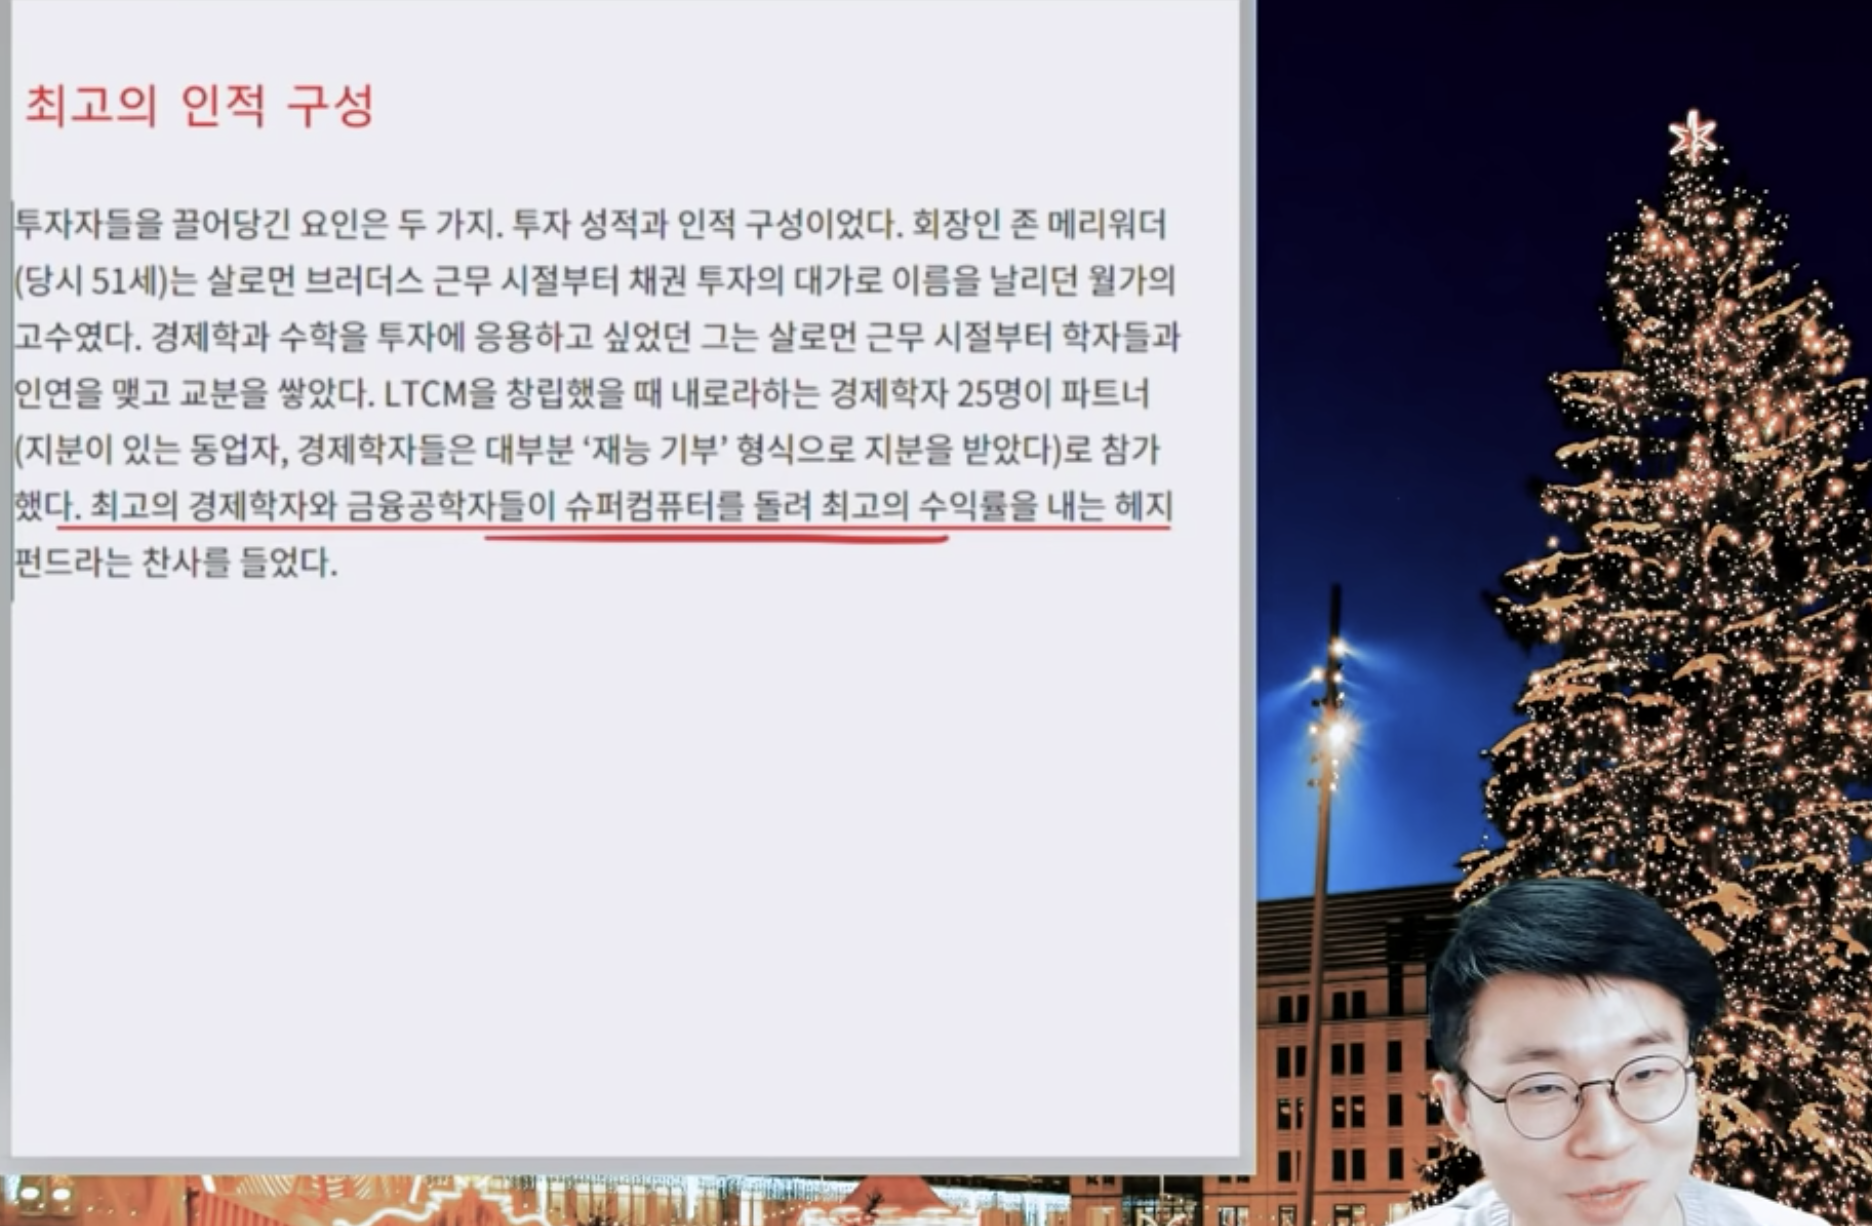 최고의 인적 구성
투자자들을 끌어당긴 요인은 두 가지. 투자 성적과 인적 구성이었다. 회장인 존 메리워더
(당시 51세)는 살로먼 브러더스 근무 시절부터 채권 투자의 대가로 이름을 날리던 월가의
고수였다. 경제학과 수학을 투자에 응용하고 싶었던 그는 살로먼 근무 시절부터 학자들과
인연을 맺고 교분을 쌓았다. LTCM을 창립했을 때 내로라하는 경제학자 25명이 파트너
(지분이 있는 동업자, 경제학자들은 대부분 ‘재능 기부’ 형식으로 지분을 받았다)로 참가
했다. 최고의 경제학자와 금융공학자들이 슈퍼컴퓨터를 돌려 최고의 수익률을 내는 헤지
펀드라는 찬사를 들었다.